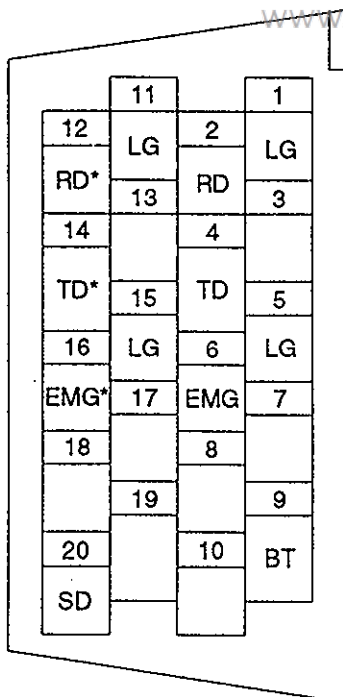 www
11 1
12 2
LG LG
RD* RD
13 3
14 4
TD* TD
15 5
16 LG 6 LG
EMG* 17 EMG 7
18 8
19 9
20 10
BT
SD